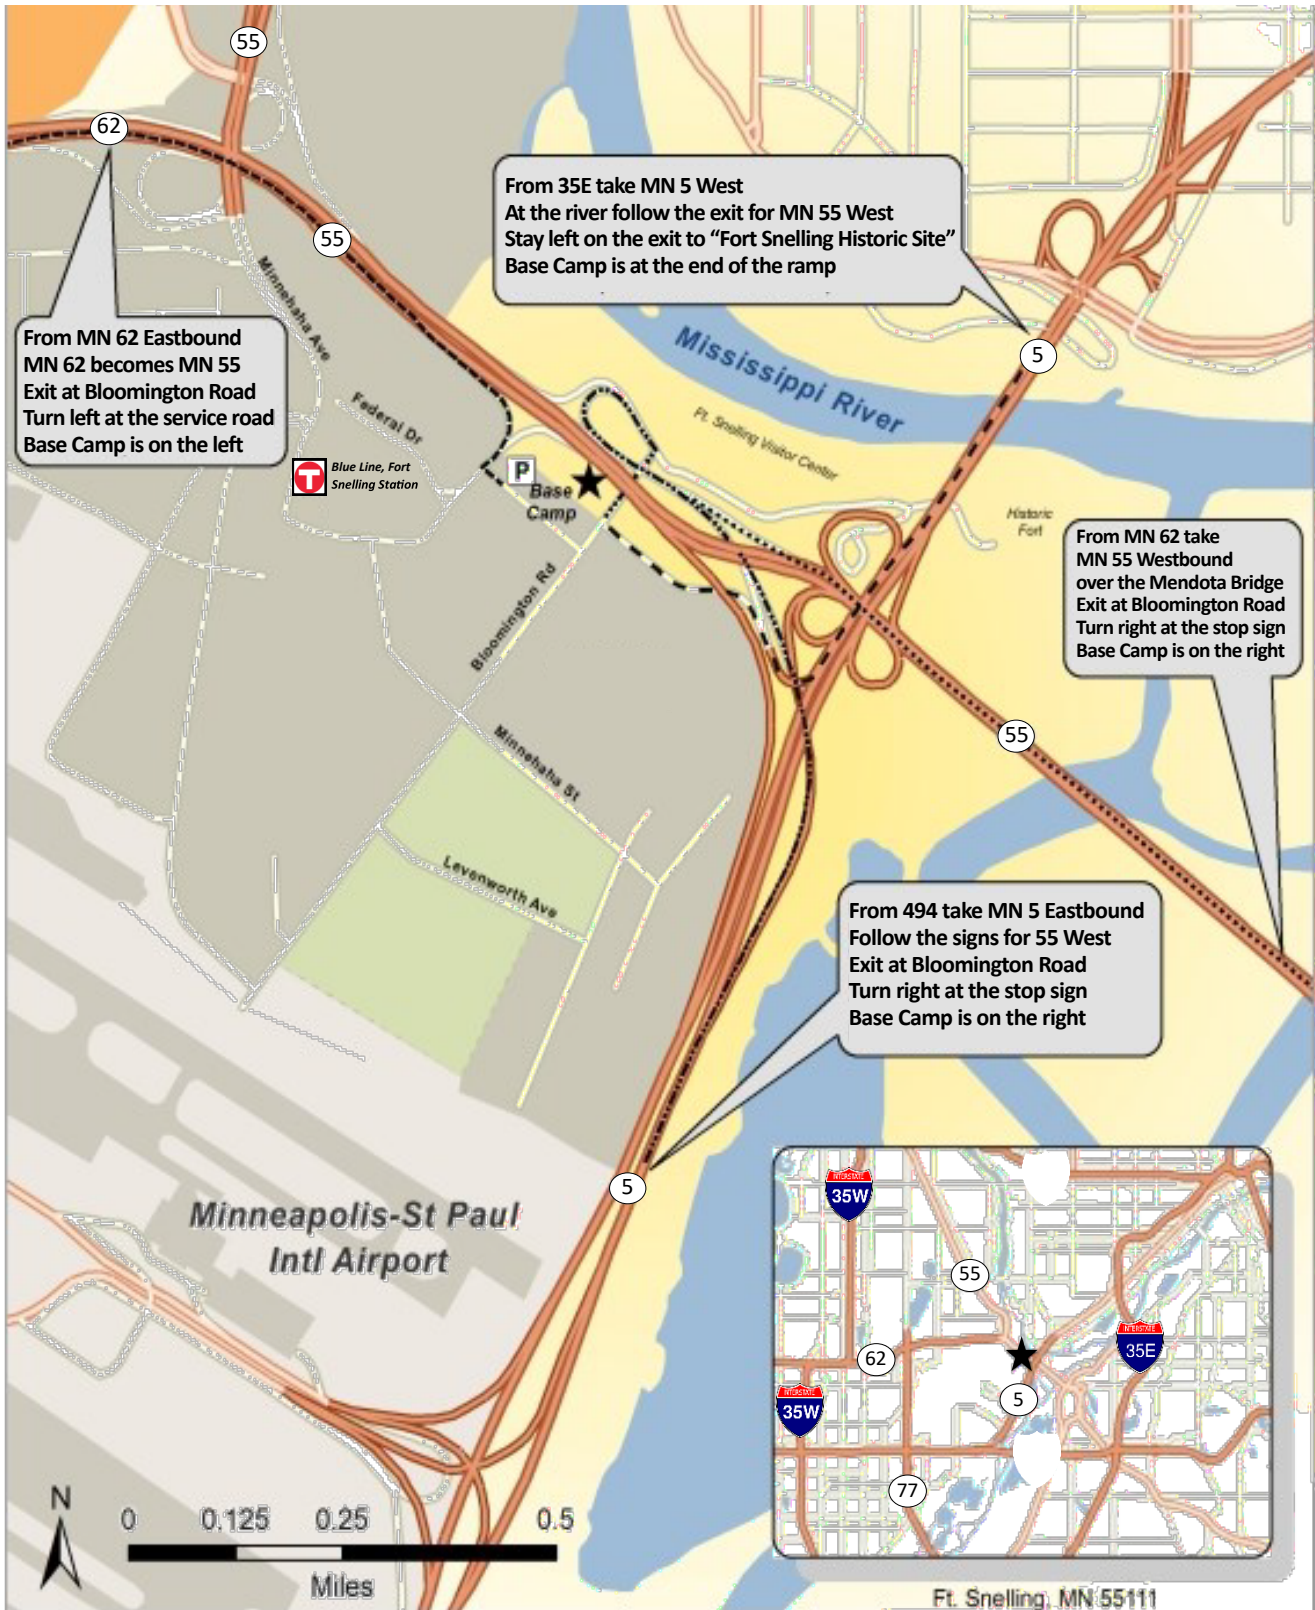 55
62
From 35E take MN 5 West
At the river follow the exit for MN 55 West
Stay left on the exit to “Fort Snelling Historic Site”
Base Camp is at the end of the ramp
55
Minnehaha Ave
From MN 62 Eastbound
MN 62 becomes MN 55
Exit at Bloomington Road
Turn left at the service road
Base Camp is on the left
Mississippi River
5
Federal Dr
Ft. Snelling Visitor Center
T
Blue Line, Fort
Snelling Station
P
Base
Camp
Historic
Fort
From MN 62 take
MN 55 Westbound
over the Mendota Bridge
Exit at Bloomington Road
Turn right at the stop sign
Base Camp is on the right
Bloomington Rd
55
Minnehaha St
Levenworth Ave
From 494 take MN 5 Eastbound
Follow the signs for 55 West
Exit at Bloomington Road
Turn right at the stop sign
Base Camp is on the right
5
Minneapolis-St Paul
Intl Airport
INTERSTATE
35W
55
INTERSTATE
35E
62
INTERSTATE
35W
5
77
N
0 0.125 0.25 0.5
Miles
Ft. Snelling, MN 55111